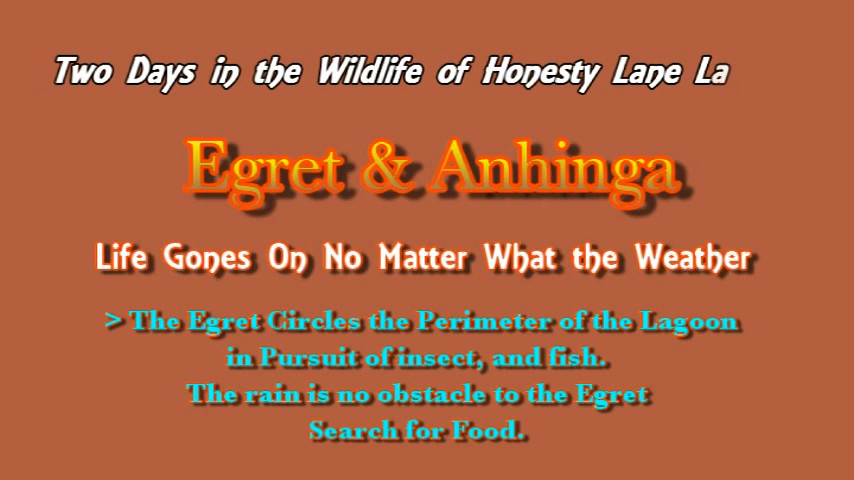 Two Days in the Wildlife of Honesty Lane La
Egret & Anhinga
Life Gones On No Matter What the Weather
> The Egret Circles the Perimeter of the Lagoon
in Pursuit of insect, and fish.
The rain is no obstacle to the Egret
Search for Food.